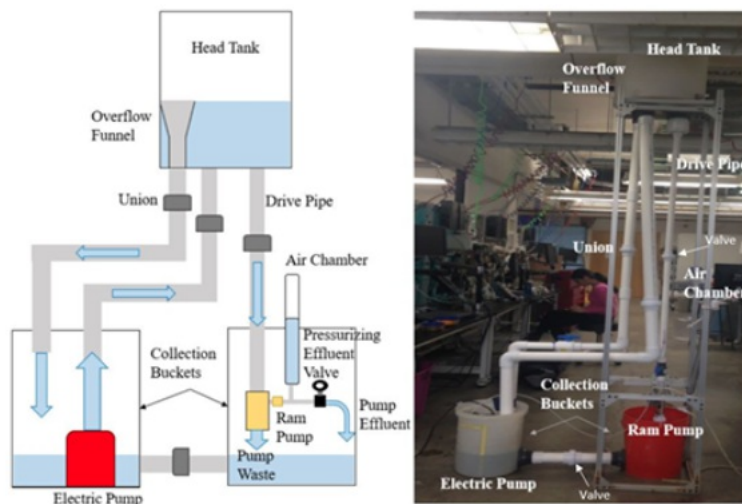 Head Tank
Overflow
Funnel
Union
Drive Pipe
Air Chamber
Pressurizing
Effluent
Valve
Collection
Buckets
Ram
Pump
Pump
Effluent
Pump
Waste
Electric Pump
Head Tank
Overflow
Funnel
Drive Pipe
Union
Valve
Air
Chamber
Collection
Buckets
Ram Pump
Electric Pump
Valve